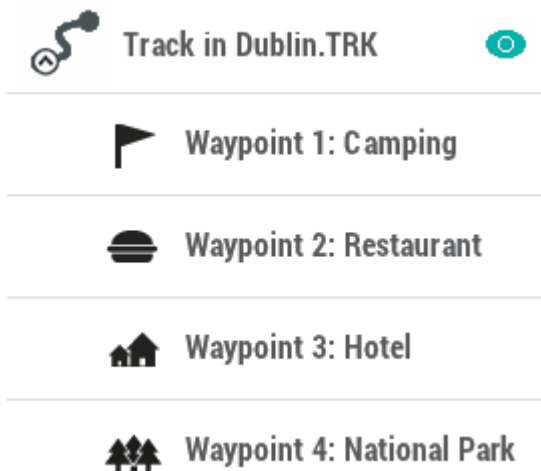 Track in Dublin.TRK
Waypoint 1: Camping
Waypoint 2: Restaurant
Waypoint 3: Hotel
Waypoint 4: National Park